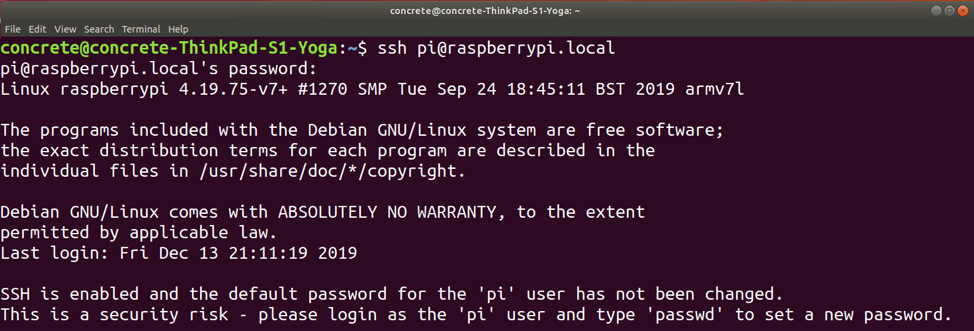 concrete@concrete-ThinkPad-S1-Yoga: ~
File Edit View Search Terminal Help
concrete@concrete-ThinkPad-S1-Yoga:~$ ssh pi@raspberrypi.local
pi@raspberrypi.local's password:
Linux raspberrypi 4.19.75-v7+ #1270 SMP Tue Sep 24 18:45:11 BST 2019 armv7l

The programs included with the Debian GNU/Linux system are free software;
the exact distribution terms for each program are described in the
individual files in /usr/share/doc/*/copyright.

Debian GNU/Linux comes with ABSOLUTELY NO WARRANTY, to the extent
permitted by applicable law.
Last login: Fri Dec 13 21:11:19 2019

SSH is enabled and the default password for the 'pi' user has not been changed.
This is a security risk - please login as the 'pi' user and type 'passwd' to set a new password.